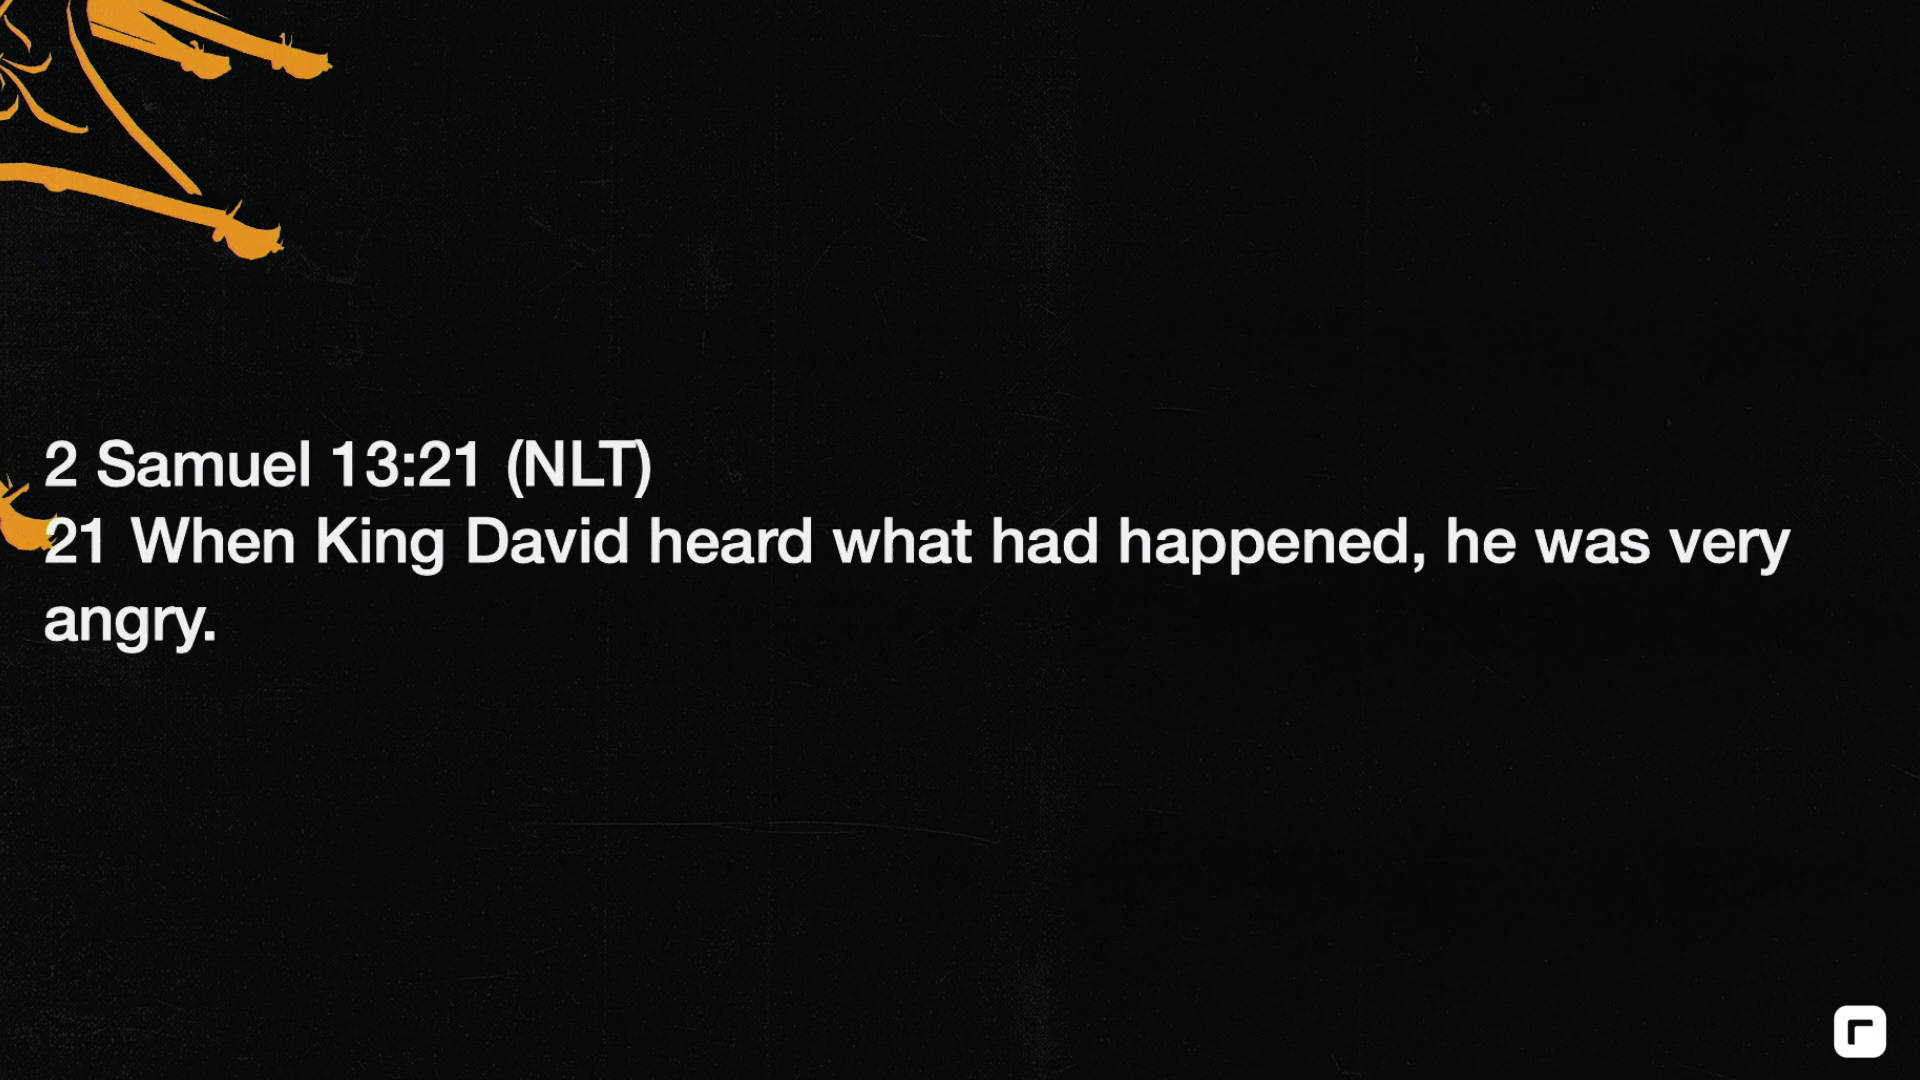 2 Samuel 13:21 (NLT)
21 When King David heard what had happened, he was very
angry.